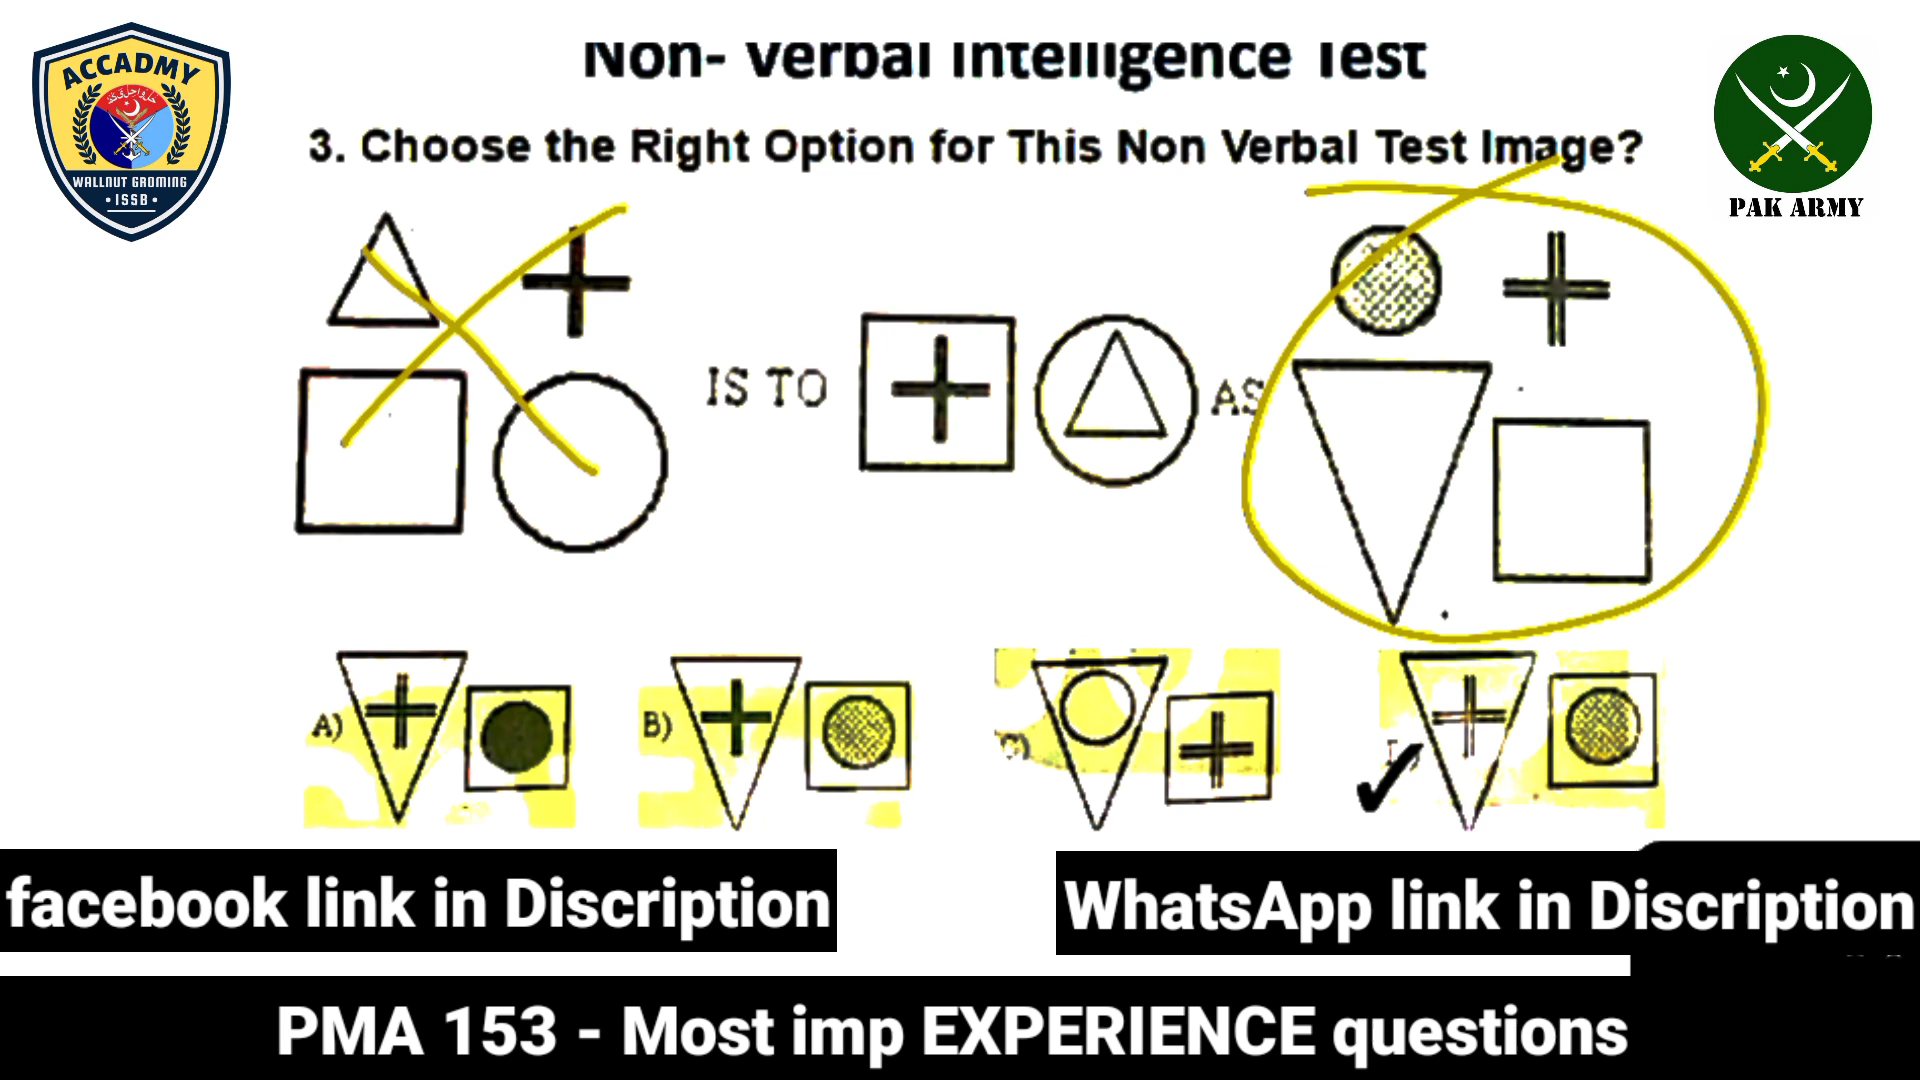 Non- Verbal Intelligence Test
ACCADMY
WALLNUT GROMING
• ISSB •
PAK ARMY
3. Choose the Right Option for This Non Verbal Test Image?
IS TO
AS
A)
B)
C)
facebook link in Discription
WhatsApp link in Discription
PMA 153 - Most imp EXPERIENCE questions